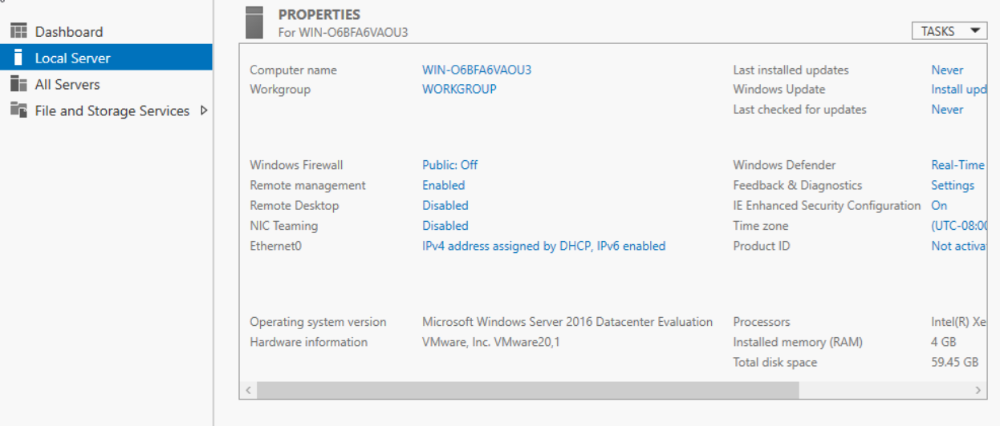 Dashboard
Local Server
All Servers
File and Storage Services
PROPERTIES
For WIN-O6BFA6VAOU3
TASKS
Computer name WIN-O6BFA6VAOU3 Last installed updates Never
Workgroup WORKGROUP Windows Update Install upd
Last checked for updates Never
Windows Firewall Public: Off Windows Defender Real-Time
Remote management Enabled Feedback & Diagnostics Settings
Remote Desktop Disabled IE Enhanced Security Configuration On
NIC Teaming Disabled Time zone (UTC-08:00
Ethernet0 IPv4 address assigned by DHCP, IPv6 enabled Product ID Not activa
Operating system version Microsoft Windows Server 2016 Datacenter Evaluation Processors Intel(R) Xe
Hardware information VMware, Inc. VMware20,1 Installed memory (RAM) 4 GB
Total disk space 59.45 GB